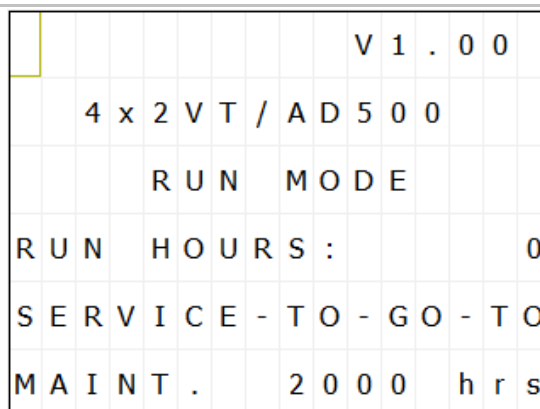 V1.00
4x2VT/AD500
RUN MODE
RUN HOURS: 0
SERVICE-TO-GO-TO
MAINT. 2000 hrs